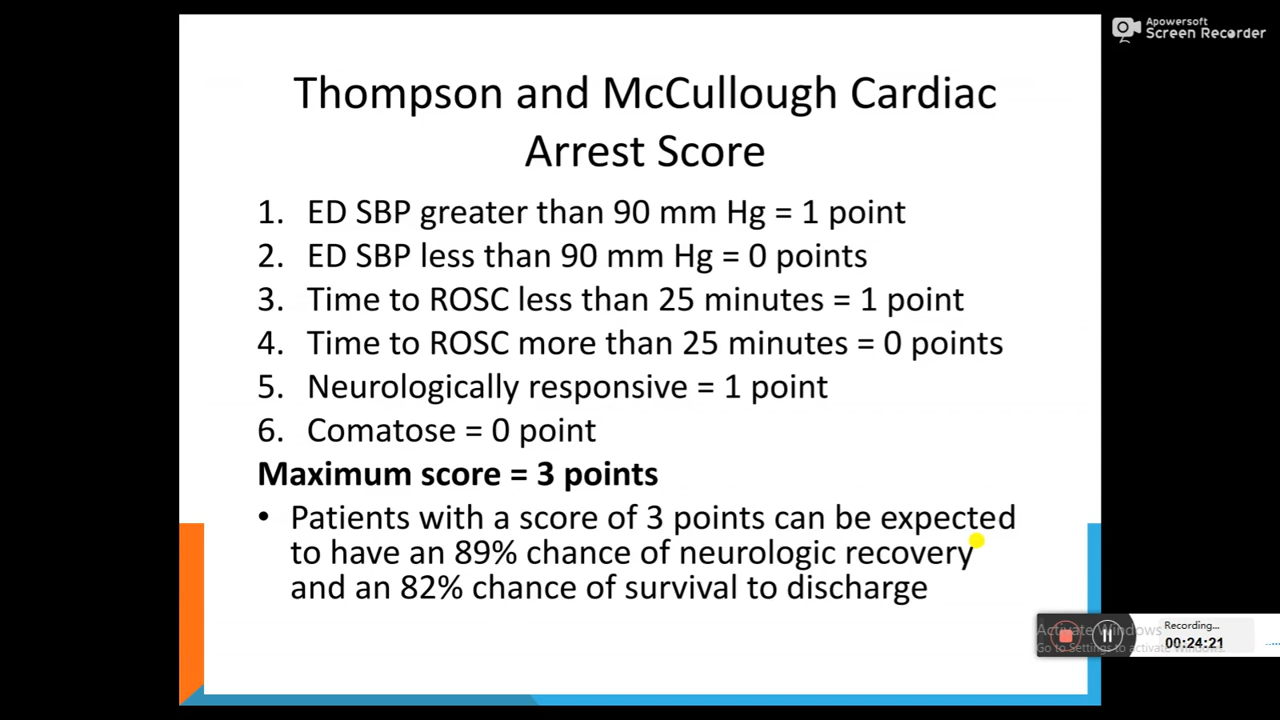 Apowersoft
Screen Recorder
Thompson and McCullough Cardiac
Arrest Score
1. ED SBP greater than 90 mm Hg = 1 point
2. ED SBP less than 90 mm Hg = 0 points
3. Time to ROSC less than 25 minutes = 1 point
4. Time to ROSC more than 25 minutes = 0 points
5. Neurologically responsive = 1 point
6. Comatose = 0 point
Maximum score = 3 points
• Patients with a score of 3 points can be expected
to have an 89% chance of neurologic recovery
and an 82% chance of survival to discharge
Activate Windows
Go to Settings to activate Windows.
Recording...
00:24:21